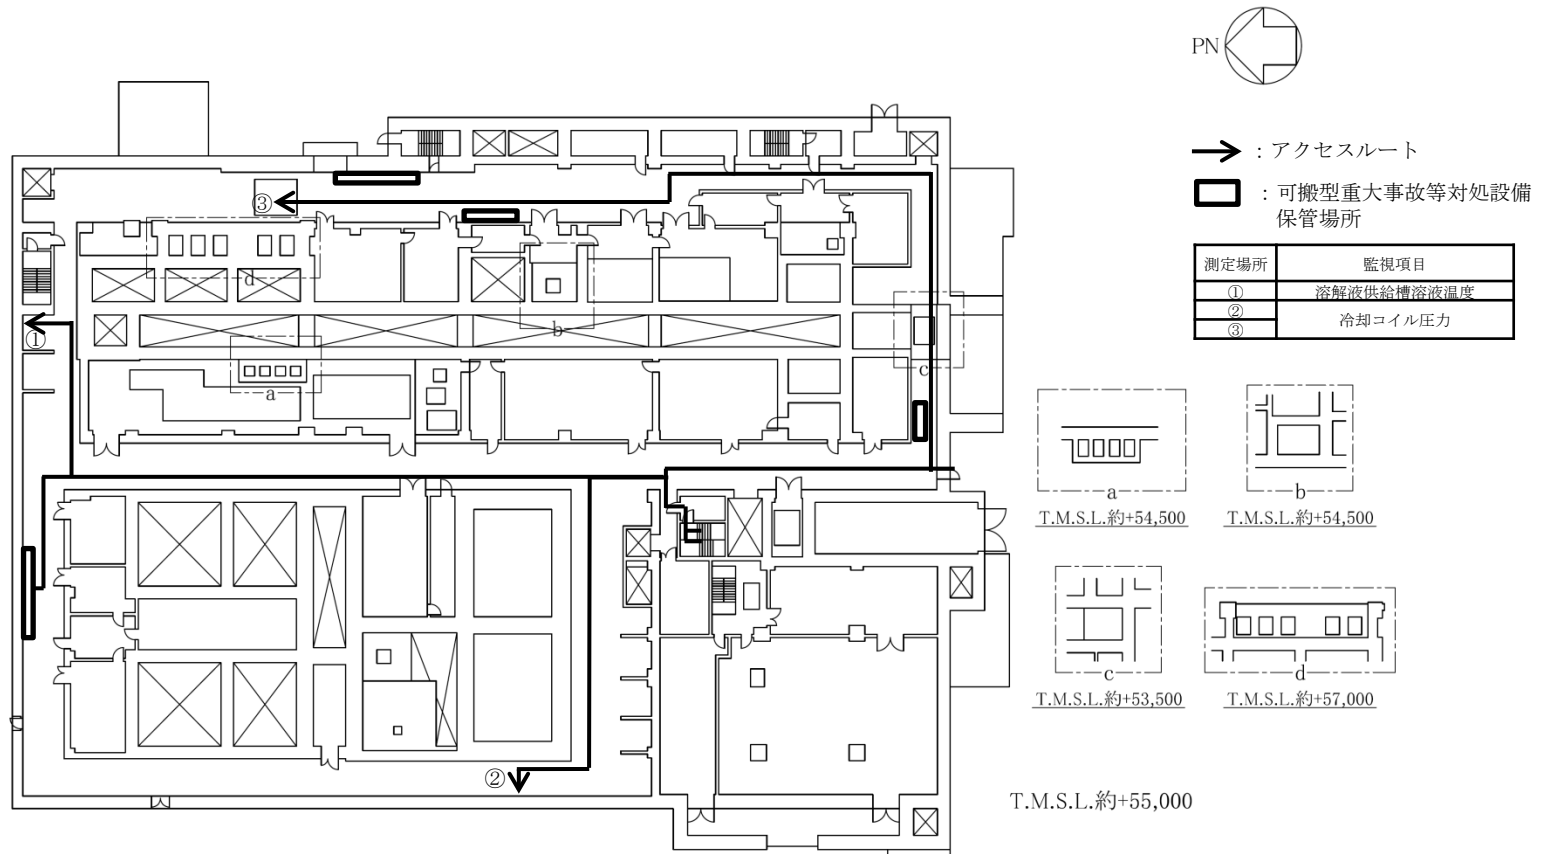 PN
：アクセスルート
：可搬型重大事故等対処設備
保管場所
測定場所 監視項目
① 溶解液供給槽溶液温度
② 冷却コイル圧力
③
③
d
b
①
a
c
②
a
T.M.S.L.約+54,500
b
T.M.S.L.約+54,500
c
T.M.S.L.約+53,500
d
T.M.S.L.約+57,000
T.M.S.L.約+55,000